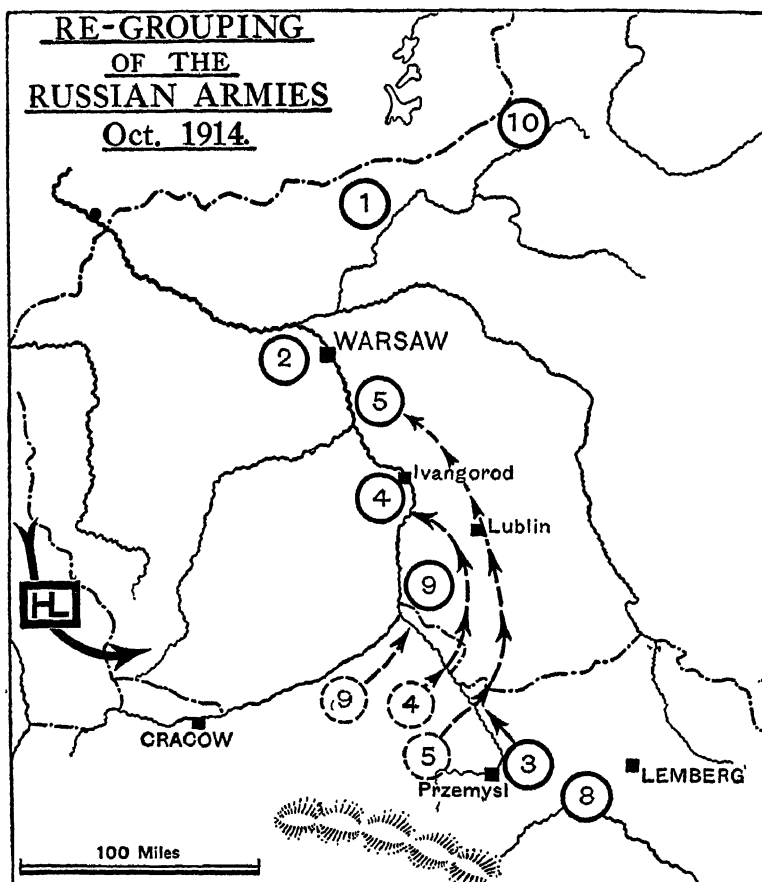 RE-GROUPING
OF THE
RUSSIAN ARMIES
Oct. 1914.
10
1
2
WARSAW
5
Ivangorod
4
Lublin
9
HL
9
4
5
CRACOW
3
Przemysl
8
LEMBERG
100 Miles